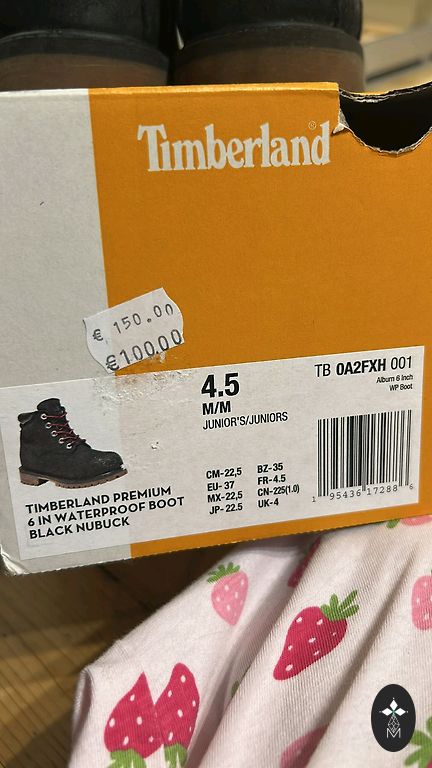 Timberland®
€ 150.00
€100.00
4.5
M/M
JUNIOR'S/JUNIORS
TB 0A2FXH 001
Alburn 6 Inch
WP Boot
CM-22,5 BZ-35
EU- 37 FR-4.5
MX-22,5 CN-225(1.0)
JP- 22.5 UK-4
1 95436 17288 6
TIMBERLAND PREMIUM
6 IN WATERPROOF BOOT
BLACK NUBUCK
M